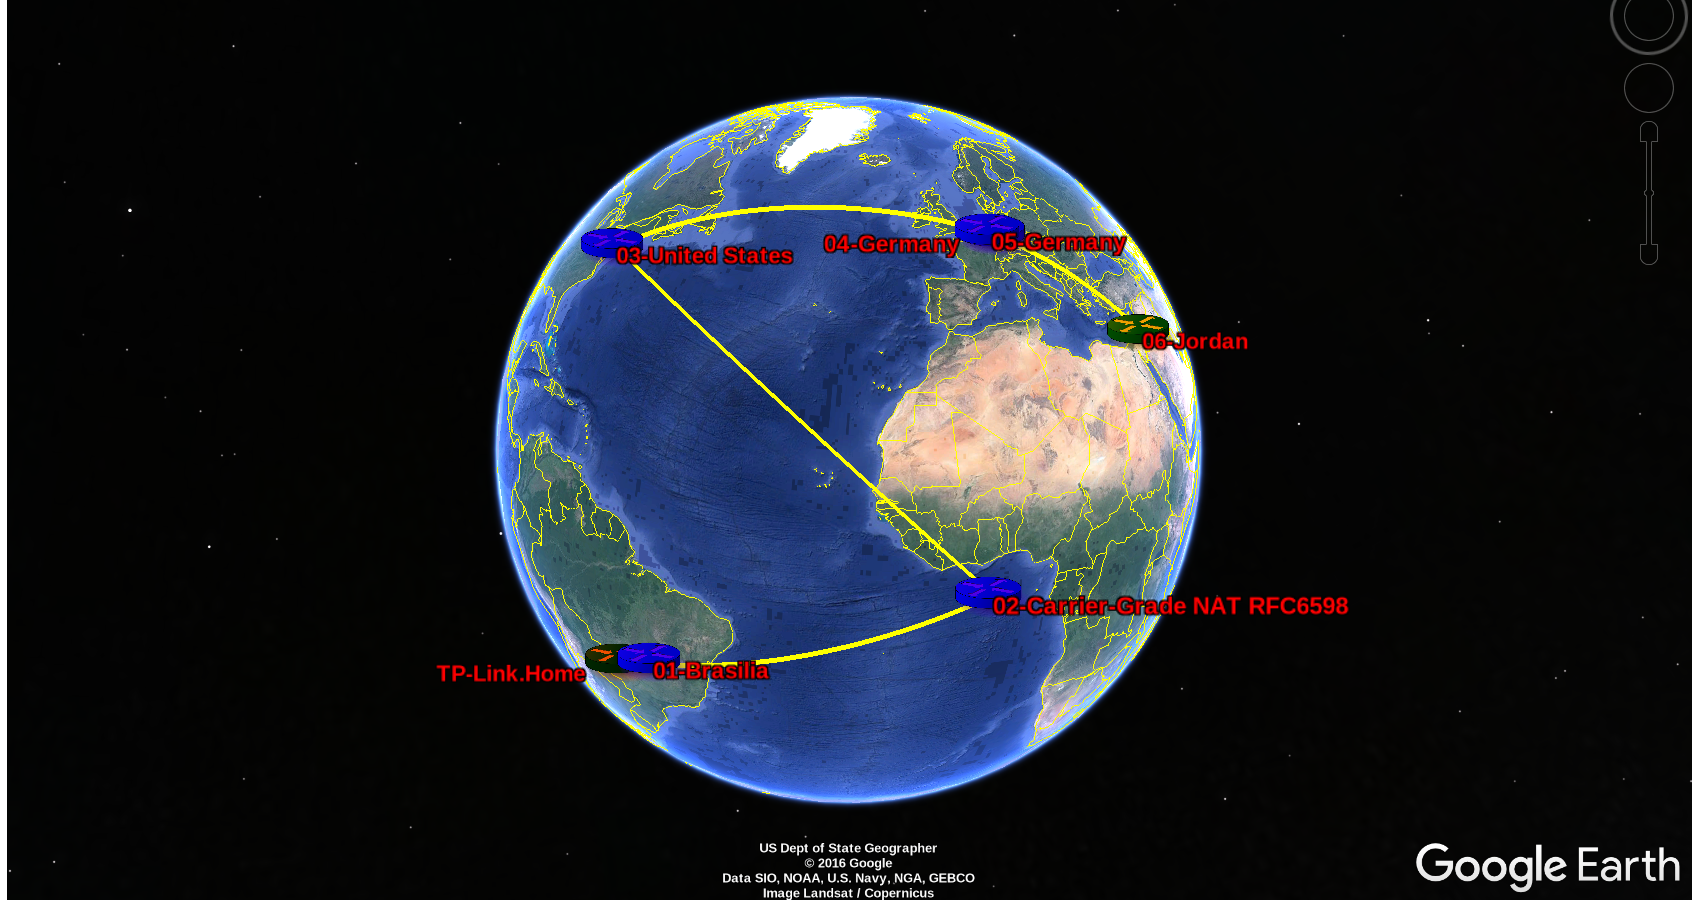 04-Germany
05-Germany
03-United States
06-Jordan
02-Carrier-Grade NAT RFC6598
TP-Link.Home
01-Brasilia
US Dept of State Geographer
© 2016 Google
Data SIO, NOAA, U.S. Navy, NGA, GEBCO
Image Landsat / Copernicus
Google Earth